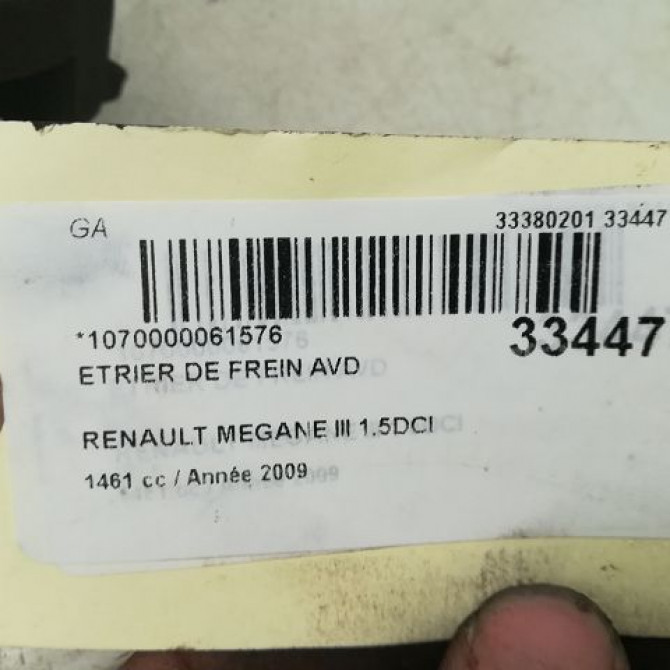 GA 33380201 33447
*1070000061576 33447
ETRIER DE FREIN AVD
RENAULT MEGANE III 1.5DCI
1461 cc / Année 2009